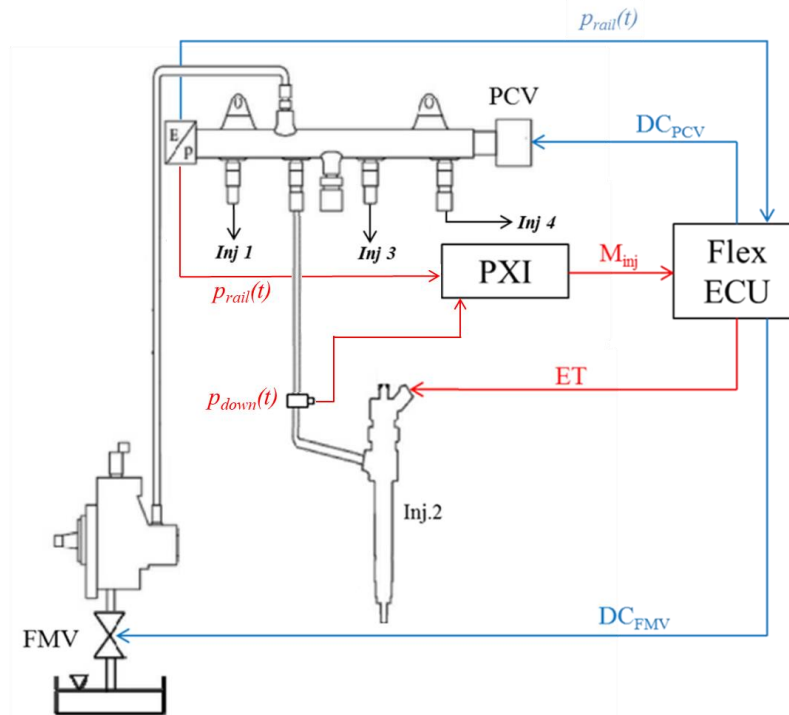 p_rail(t)
PCV
DC_PCV
E
p
Inj 1
Inj 3
Inj 4
Flex
ECU
PXI
M_inj
p_rail(t)
ET
p_down(t)
Inj.2
DC_FMV
FMV